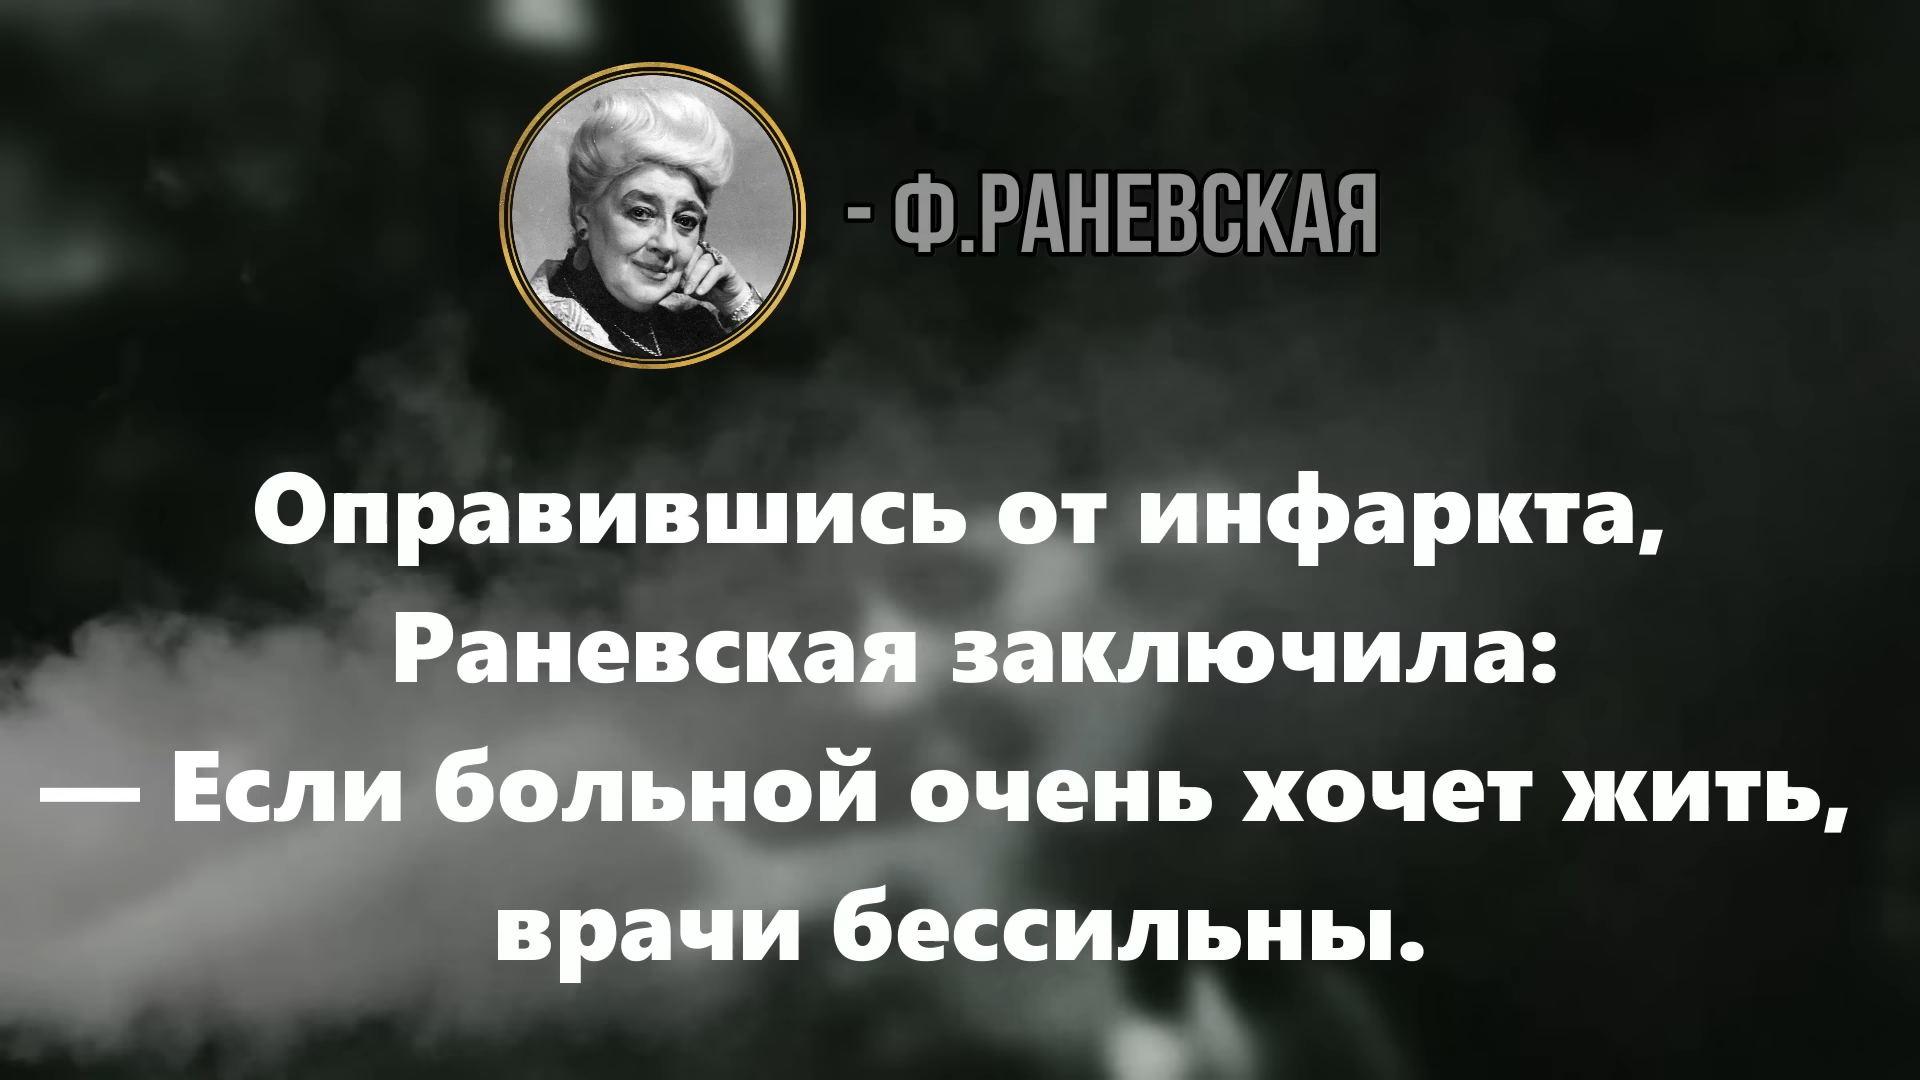 - Ф.РАНЕВСКАЯ
Оправившись от инфаркта,
Раневская заключила:
— Если больной очень хочет жить,
врачи бессильны.